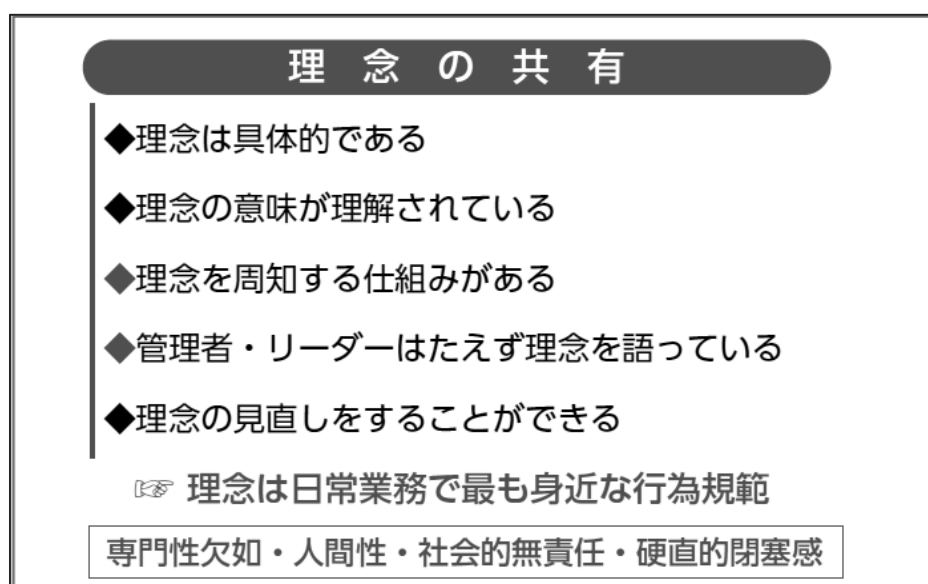 理念の共有
◆理念は具体的である
◆理念の意味が理解されている
◆理念を周知する仕組みがある
◆管理者・リーダーはたえず理念を語っている
◆理念の見直しをすることができる
☞ 理念は日常業務で最も身近な行為規範
専門性欠如・人間性・社会的無責任・硬直的閉塞感